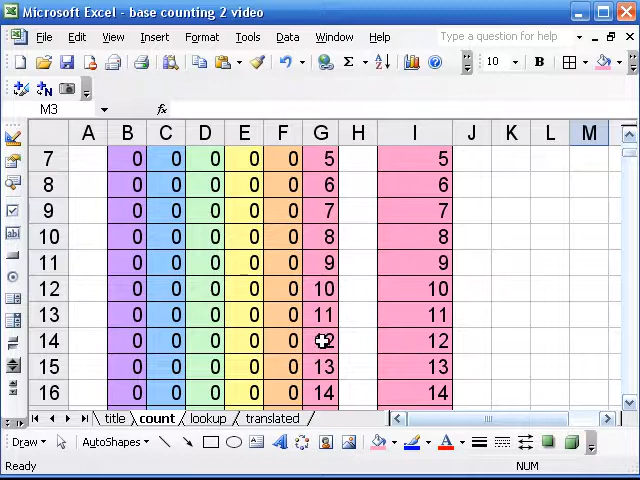 Microsoft Excel - base counting 2 video
File Edit View Insert Format Tools Data Window Help Type a question for help
10 B
M3 fx
A B C D E F G H I J K L M
7 0 0 0 0 0 5 5
8 0 0 0 0 0 6 6
9 0 0 0 0 0 7 7
10 0 0 0 0 0 8 8
11 0 0 0 0 0 9 9
12 0 0 0 0 0 10 10
13 0 0 0 0 0 11 11
14 0 0 0 0 0 12 12
15 0 0 0 0 0 13 13
16 0 0 0 0 0 14 14
title count lookup translated
Draw AutoShapes A
Ready NUM